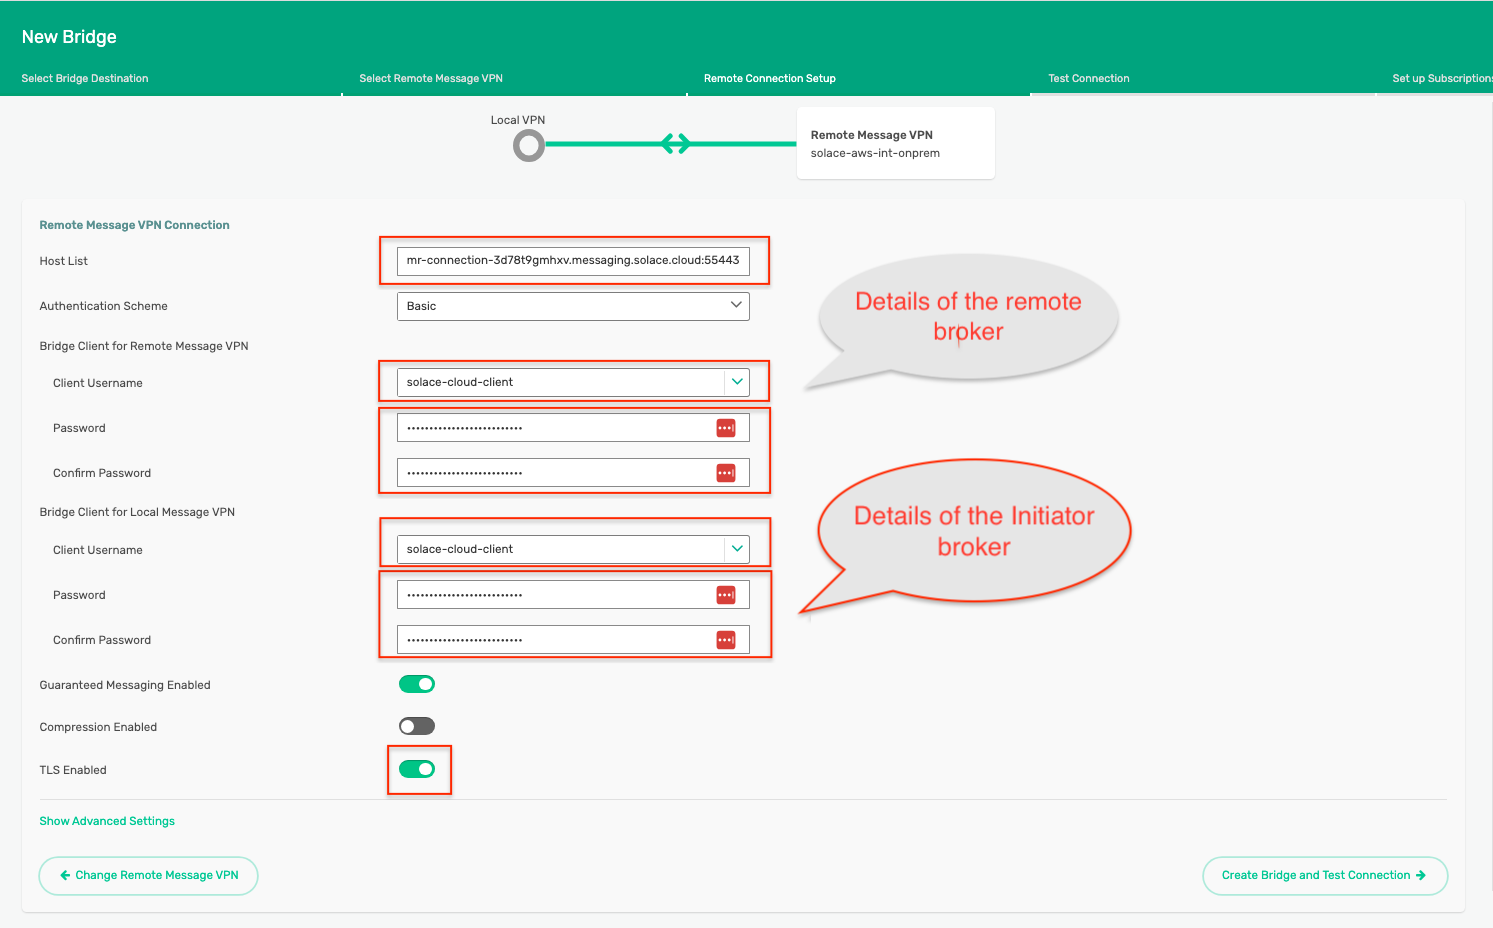 New Bridge
Select Bridge Destination
Select Remote Message VPN
Remote Connection Setup
Test Connection
Set up Subscriptions
Local VPN
Remote Message VPN
solace-aws-int-onprem
Remote Message VPN Connection
Host List
mr-connection-3d78t9gmhxv.messaging.solace.cloud:55443
Authentication Scheme
Basic
Details of the remote
broker
Bridge Client for Remote Message VPN
Client Username
solace-cloud-client
Password
••••••••••••••••••••••••••
Confirm Password
••••••••••••••••••••••••••
Bridge Client for Local Message VPN
Details of the Initiator
broker
Client Username
solace-cloud-client
Password
••••••••••••••••••••••••••
Confirm Password
••••••••••••••••••••••••••
Guaranteed Messaging Enabled
Compression Enabled
TLS Enabled
Show Advanced Settings
Change Remote Message VPN
Create Bridge and Test Connection